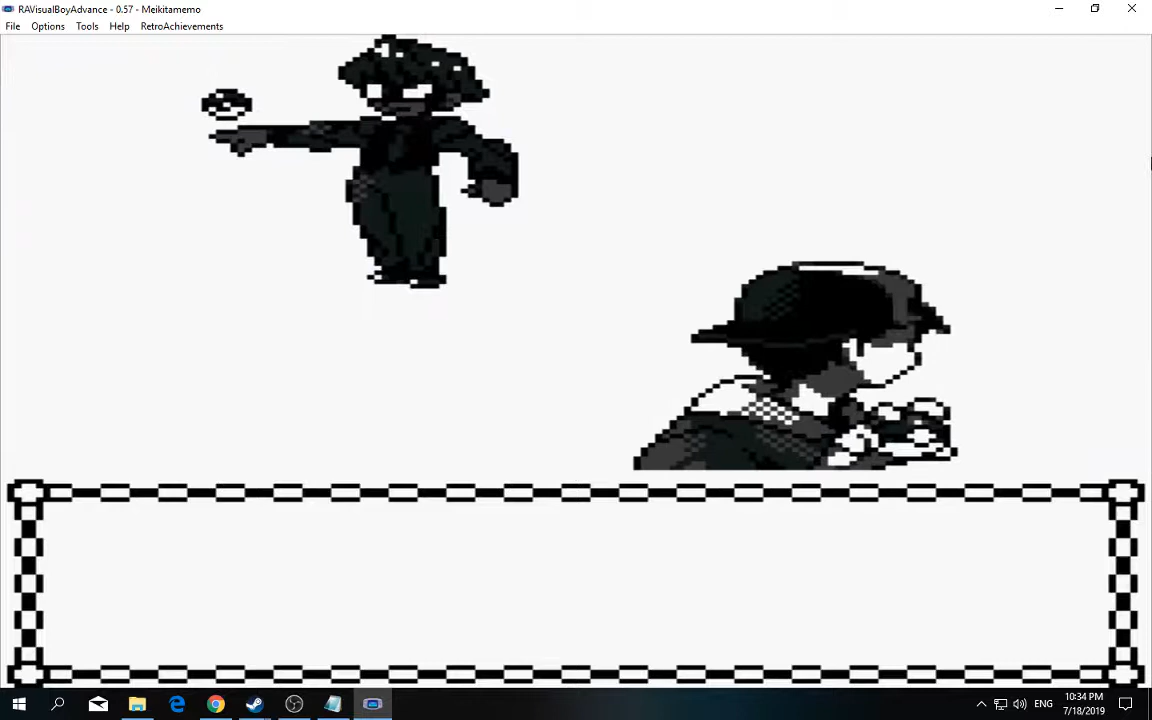 RAVisualBoyAdvance - 0.57 - Meikitamemo
File Options Tools Help RetroAchievements
ENG
10:34 PM
7/18/2019